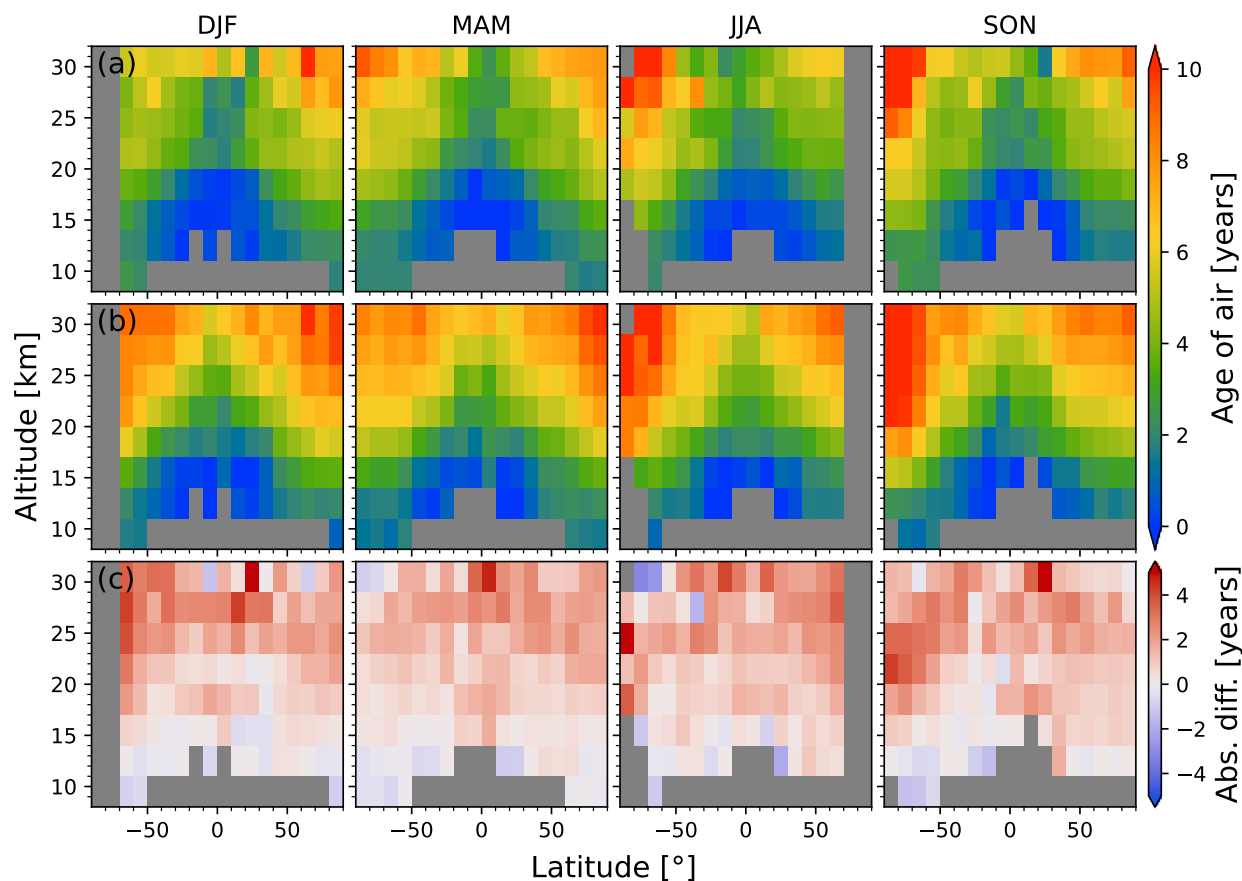 DJF MAM JJA SON
(a)
30
25
20
15
10
10
8
6
4
2
0
Age of air [years]
(b)
30
25
20
15
10
Altitude [km]
(c)
30
25
20
15
10
4
2
0
−2
−4
Abs. diff. [years]
−50 0 50 −50 0 50 −50 0 50 −50 0 50
Latitude [°]